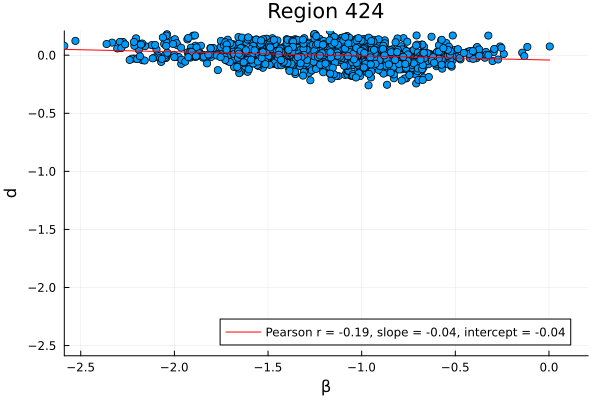 Region 424
d
0.0
−0.5
−1.0
−1.5
−2.0
−2.5
Pearson r = -0.19, slope = -0.04, intercept = -0.04
−2.5 −2.0 −1.5 −1.0 −0.5 0.0
β